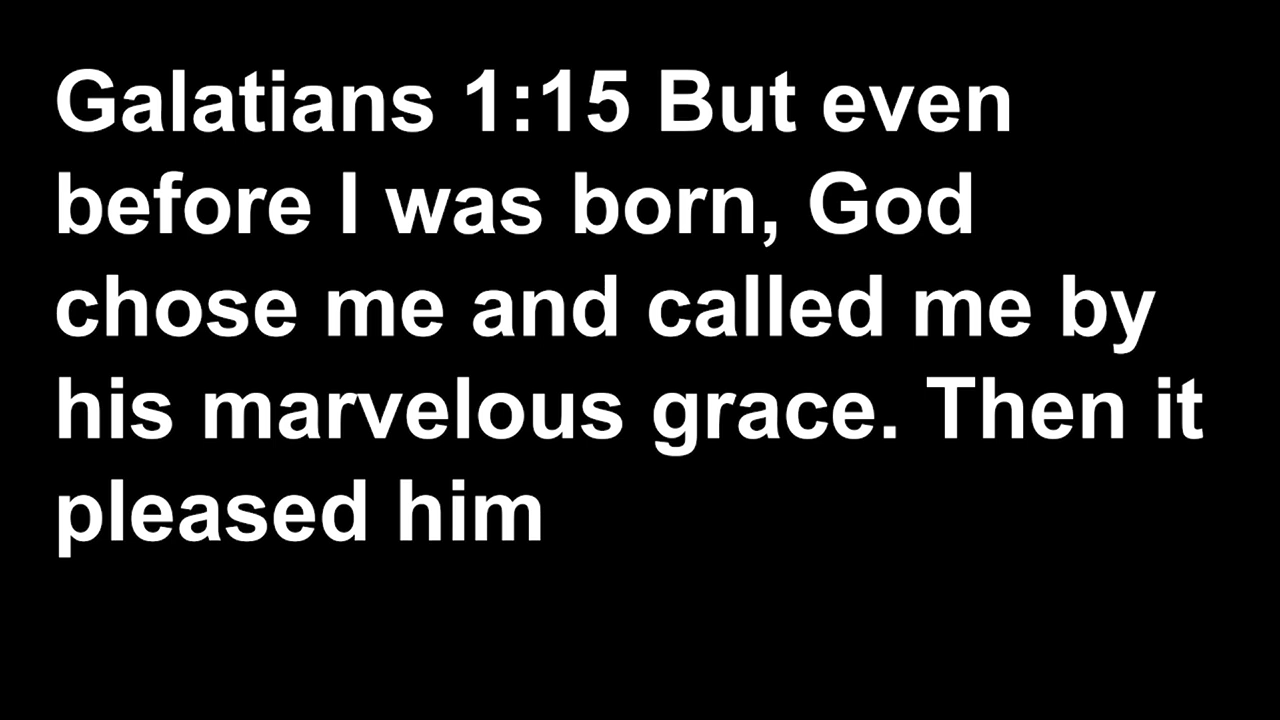 Galatians 1:15 But even
before I was born, God
chose me and called me by
his marvelous grace. Then it
pleased him